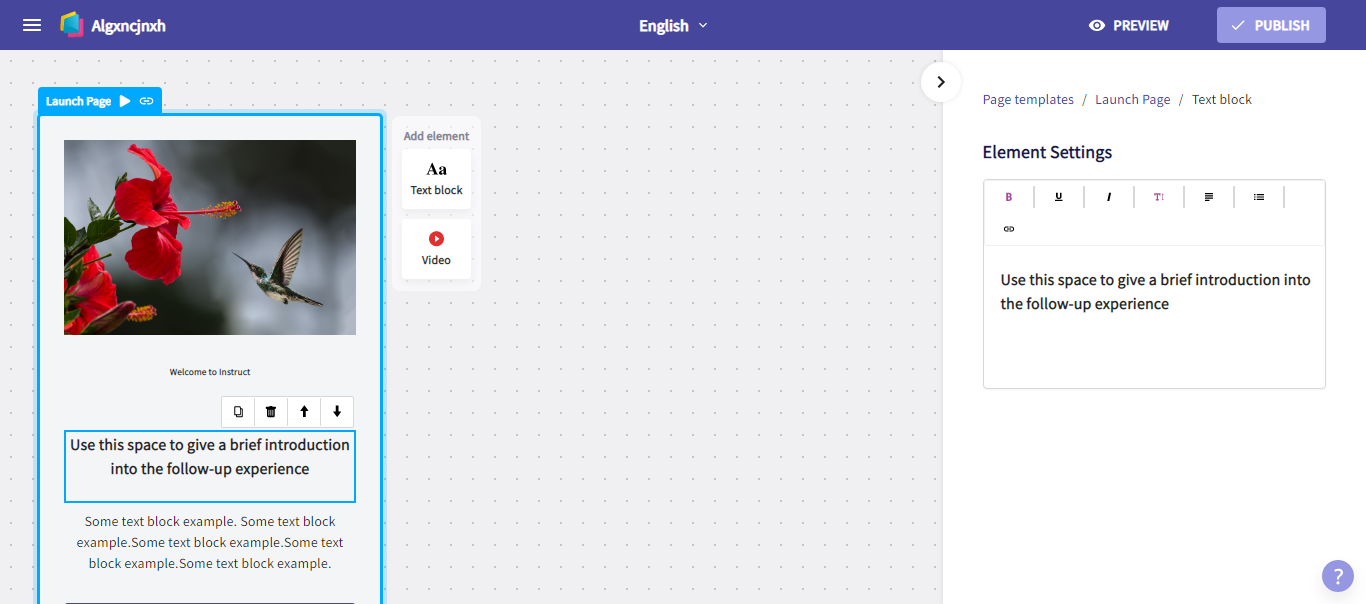 Algxncjnxh
English
PREVIEW
PUBLISH
Launch Page
Add element
Aa
Text block
Video
Welcome to Instruct
Use this space to give a brief introduction
into the follow-up experience
Some text block example. Some text block
example.Some text block example.Some text
block example.Some text block example.
Page templates / Launch Page / Text block
Element Settings
B U I T
Use this space to give a brief introduction into
the follow-up experience
?